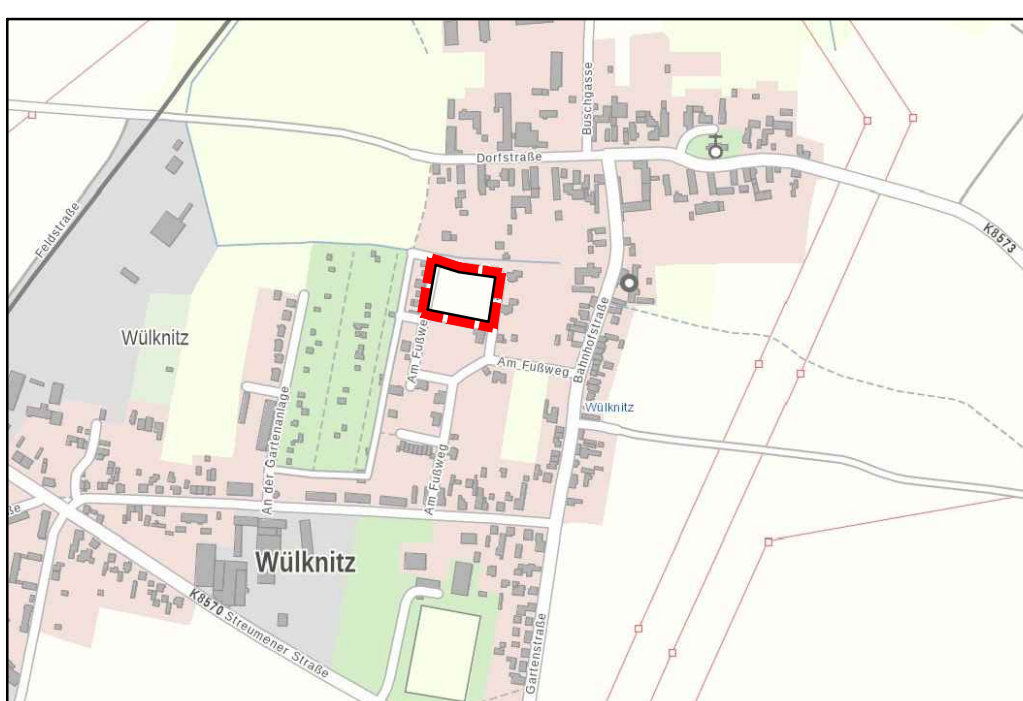 Buschgasse
Dorfstraße
K8573
Feldstraße
Wülknitz
Am Fußweg
Am Fußweg
Bahnhofstraße
Wülknitz
An der Gartenanlage
Am Fußweg
ße
Wülknitz
K8570 Streumener Straße
Gartenstraße